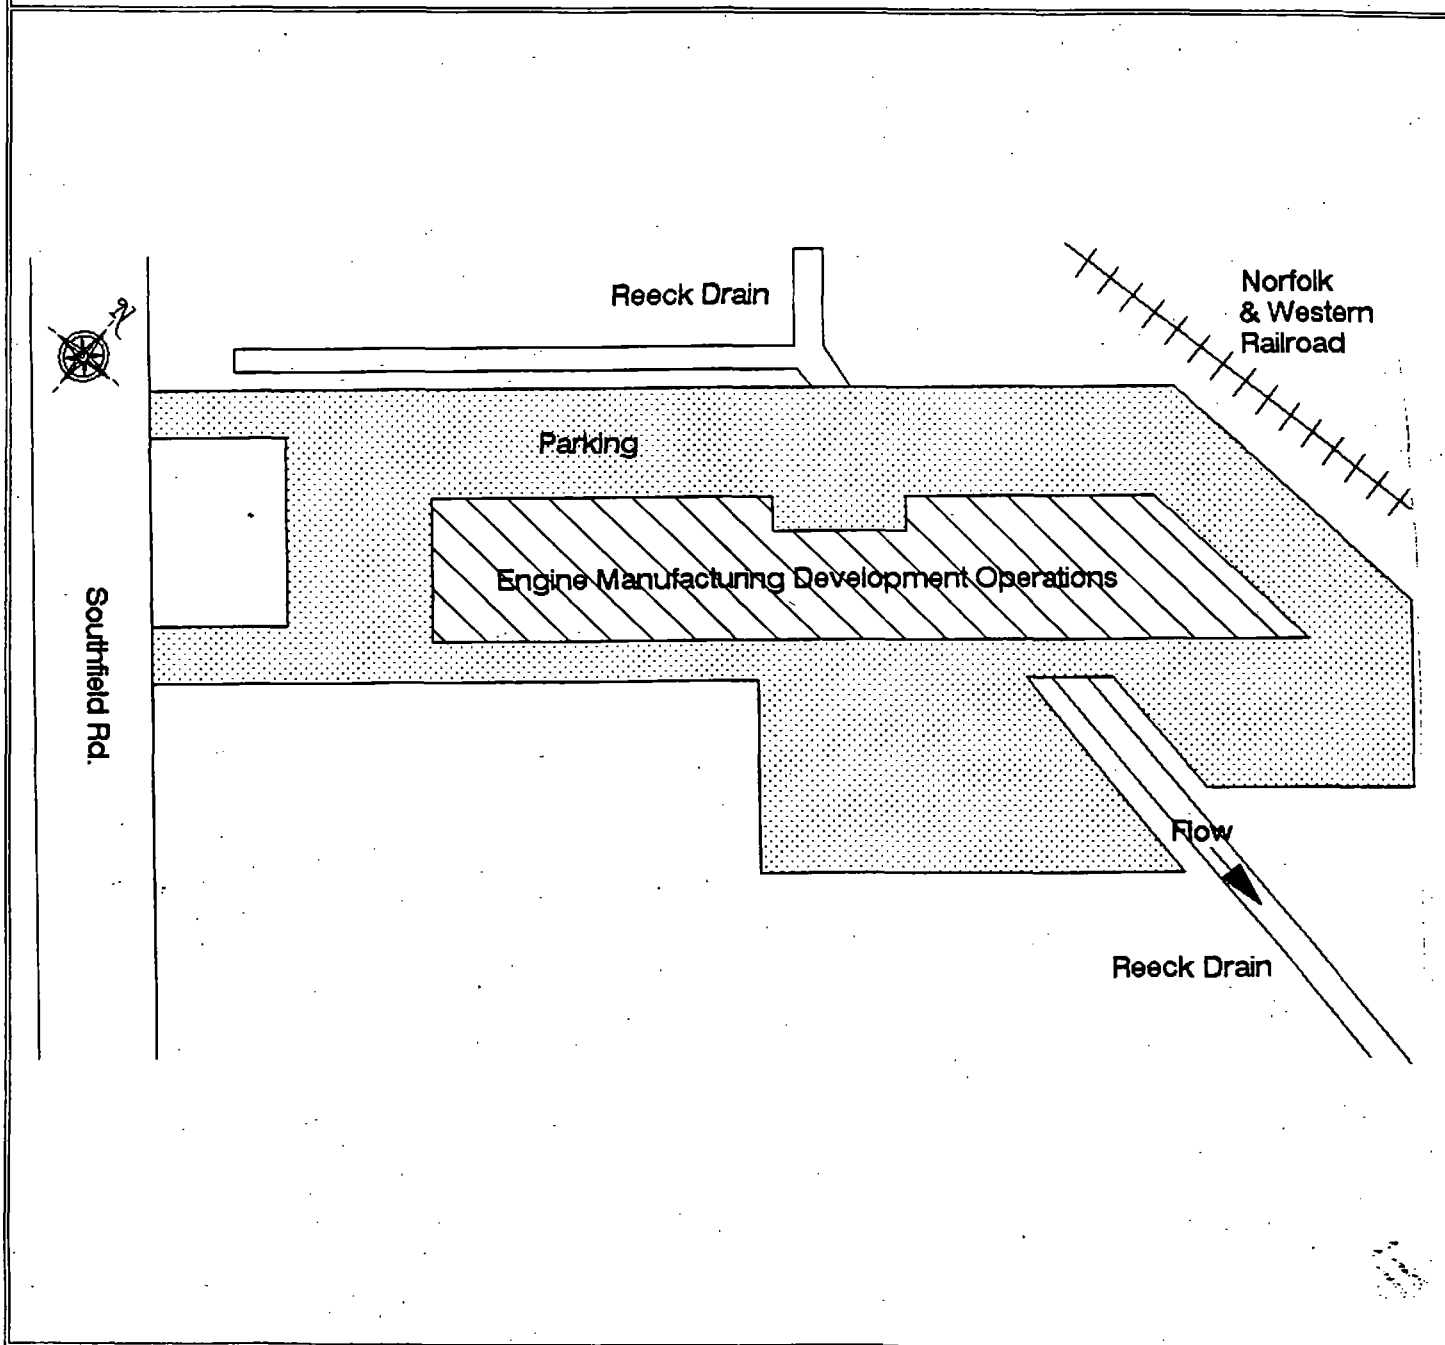 Reeck Drain
Norfolk
& Western
Railroad
N
Parking
Engine Manufacturing Development Operations
Southfield Rd.
Flow
Reeck Drain